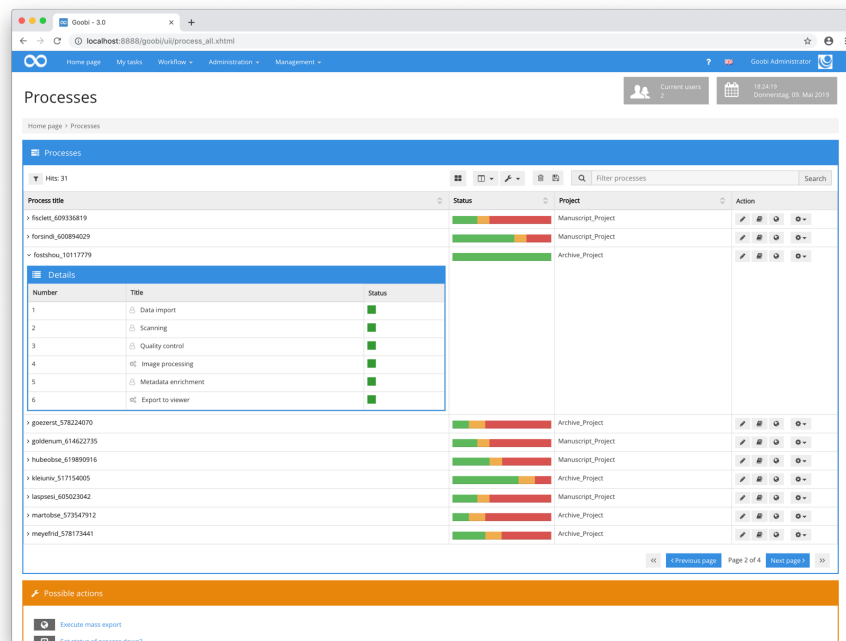 Goobi - 3.0
localhost:8888/goobi/uii/process_all.xhtml
Home page My tasks Workflow Administration Management ? Goobi Administrator
Processes
Current users
2
18:24:19
Donnerstag, 09. Mai 2019
Home page > Processes
Processes
Hits: 31 Filter processes Search
Process title Status Project Action
> fisclett_609336819 Manuscript_Project
> forsindi_600894029 Manuscript_Project
fostshou_10117779 Archive_Project
Details
Number Title Status
1 Data import
2 Scanning
3 Quality control
4 Image processing
5 Metadata enrichment
6 Export to viewer
> goezerst_578224070 Archive_Project
> goldenum_614622735 Manuscript_Project
> hubeobse_619890916 Manuscript_Project
> kleiuniv_517154005 Archive_Project
> laspsesi_605023042 Manuscript_Project
> martobse_573547912 Archive_Project
> meyefrid_578173441 Archive_Project
<< < Previous page Page 2 of 4 Next page > >>
Possible actions
Execute mass export